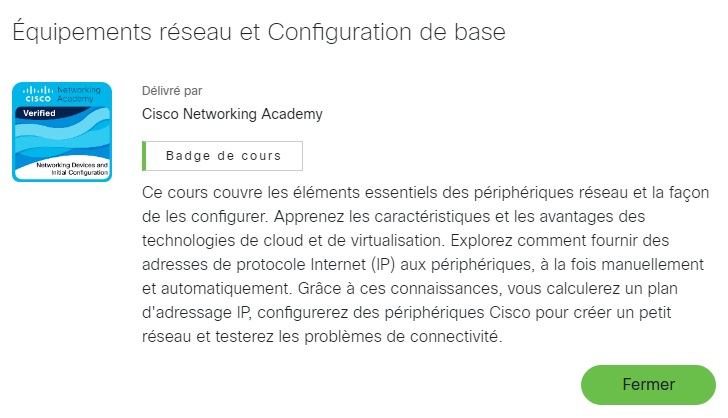 Équipements réseau et Configuration de base
Networking
CISCO Academy
Verified
Networking Devices and
Initial Configuration
Délivré par
Cisco Networking Academy
Badge de cours
Ce cours couvre les éléments essentiels des périphériques réseau et la façon
de les configurer. Apprenez les caractéristiques et les avantages des
technologies de cloud et de virtualisation. Explorez comment fournir des
adresses de protocole Internet (IP) aux périphériques, à la fois manuellement
et automatiquement. Grâce à ces connaissances, vous calculerez un plan
d'adressage IP, configurerez des périphériques Cisco pour créer un petit
réseau et testerez les problèmes de connectivité.
Fermer